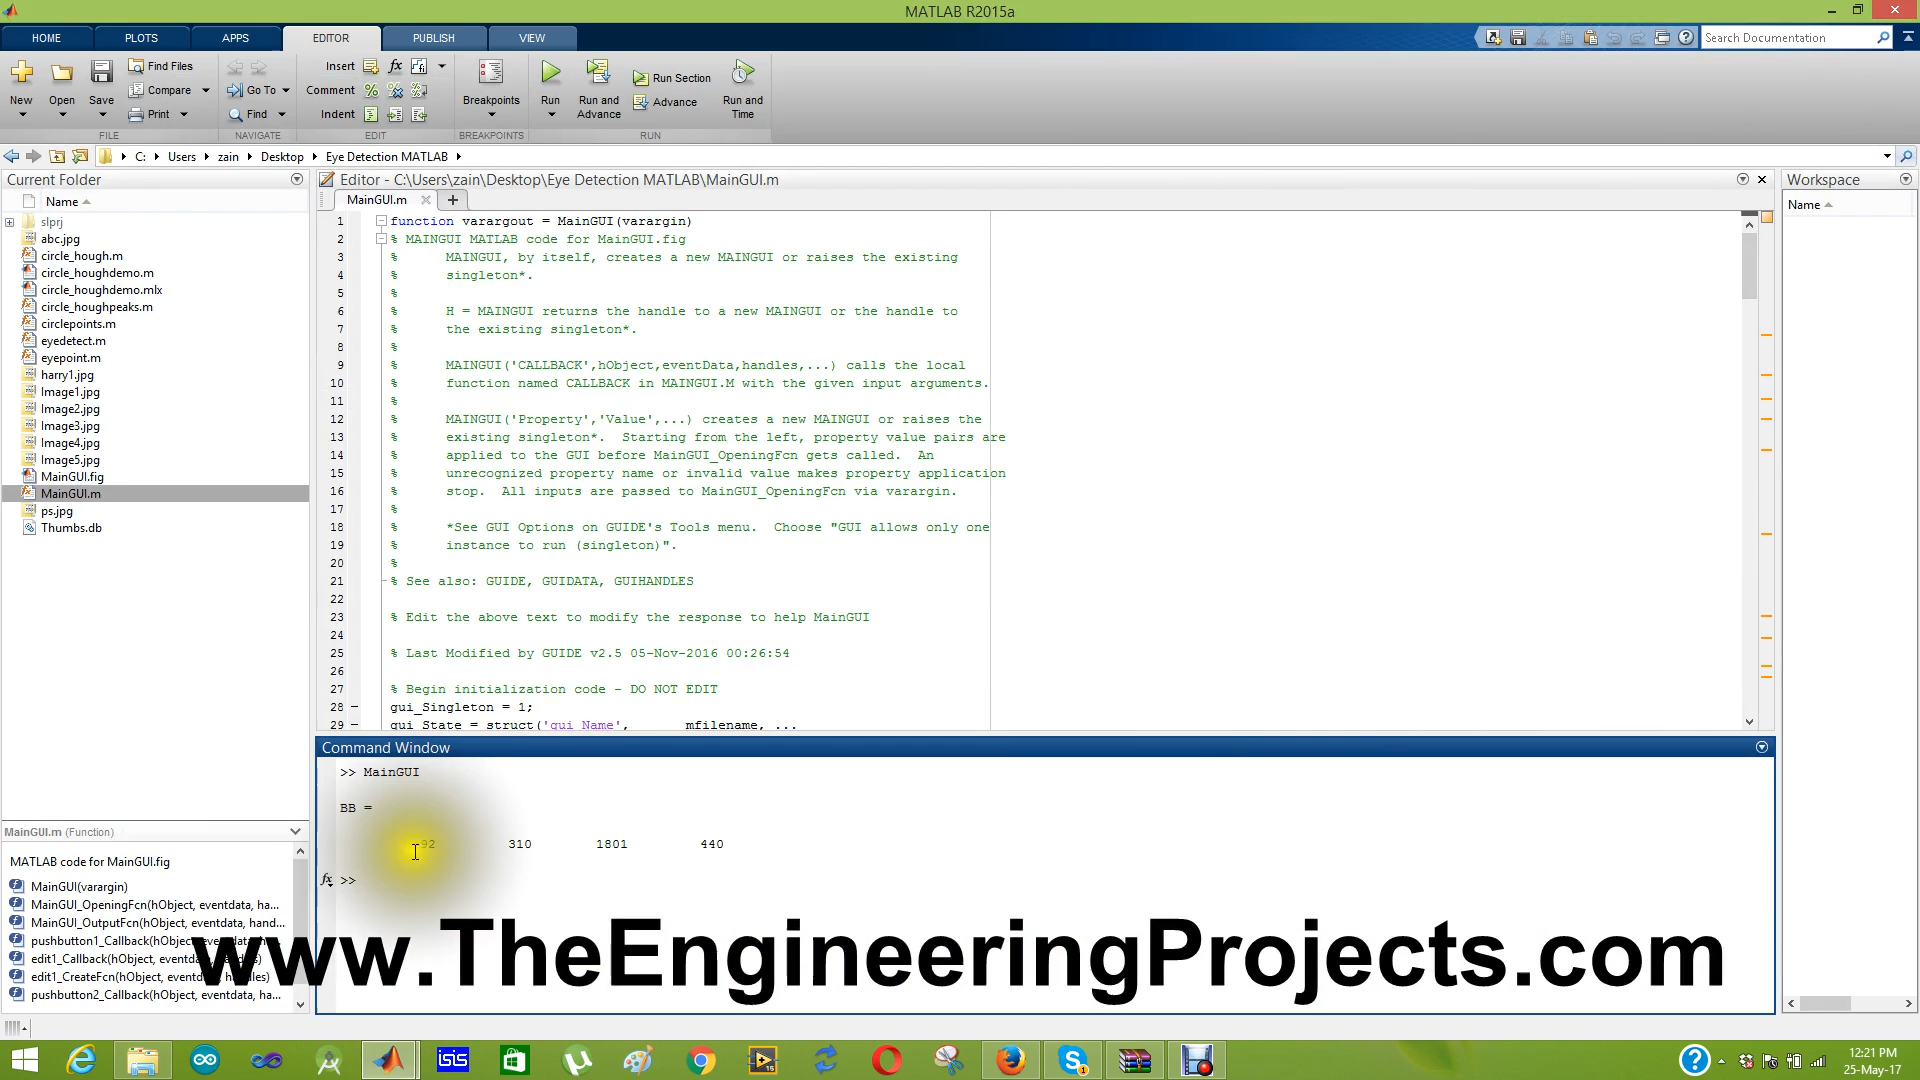 MATLAB R2015a
HOME PLOTS APPS EDITOR PUBLISH VIEW
Search Documentation
New Open Save Find Files Compare Print
Go To Find
Insert fx
Comment
Indent
Breakpoints Run Run and Advance Run Section Advance Run and Time
FILE NAVIGATE EDIT BREAKPOINTS RUN
C: Users zain Desktop Eye Detection MATLAB
Current Folder
Name
slprj
abc.jpg
circle_hough.m
circle_houghdemo.m
circle_houghdemo.mlx
circle_houghpeaks.m
circlepoints.m
eyedetect.m
eyepoint.m
harry1.jpg
Image1.jpg
Image2.jpg
Image3.jpg
Image4.jpg
Image5.jpg
MainGUI.fig
MainGUI.m
ps.jpg
Thumbs.db
MainGUI.m (Function)
MATLAB code for MainGUI.fig
MainGUI(varargin)
MainGUI_OpeningFcn(hObject, eventdata, ha...
MainGUI_OutputFcn(hObject, eventdata, hand...
pushbutton1_Callback(hObject, eventdata, ha...
edit1_Callback(hObject, eventdata, handles)
edit1_CreateFcn(hObject, eventdata, handles)
pushbutton2_Callback(hObject, eventdata, ha...
Editor - C:\Users\zain\Desktop\Eye Detection MATLAB\MainGUI.m
MainGUI.m
1 function varargout = MainGUI(varargin)
2 % MAINGUI MATLAB code for MainGUI.fig
3 % MAINGUI, by itself, creates a new MAINGUI or raises the existing
4 % singleton*.
5 %
6 % H = MAINGUI returns the handle to a new MAINGUI or the handle to
7 % the existing singleton*.
8 %
9 % MAINGUI('CALLBACK',hObject,eventData,handles,...) calls the local
10 % function named CALLBACK in MAINGUI.M with the given input arguments.
11 %
12 % MAINGUI('Property','Value',...) creates a new MAINGUI or raises the
13 % existing singleton*.  Starting from the left, property value pairs are
14 % applied to the GUI before MainGUI_OpeningFcn gets called.  An
15 % unrecognized property name or invalid value makes property application
16 % stop.  All inputs are passed to MainGUI_OpeningFcn via varargin.
17 %
18 % *See GUI Options on GUIDE's Tools menu.  Choose "GUI allows only one
19 % instance to run (singleton)".
20 %
21 % See also: GUIDE, GUIDATA, GUIHANDLES
22
23 % Edit the above text to modify the response to help MainGUI
24
25 % Last Modified by GUIDE v2.5 05-Nov-2016 00:26:54
26
27 % Begin initialization code - DO NOT EDIT
28 gui_Singleton = 1;
29 gui_State = struct('gui_Name', mfilename, ...
Workspace
Name
Command Window
>> MainGUI
BB =
92 310 1801 440
fx >>
www.TheEngineeringProjects.com
isis
12:21 PM
25-May-17